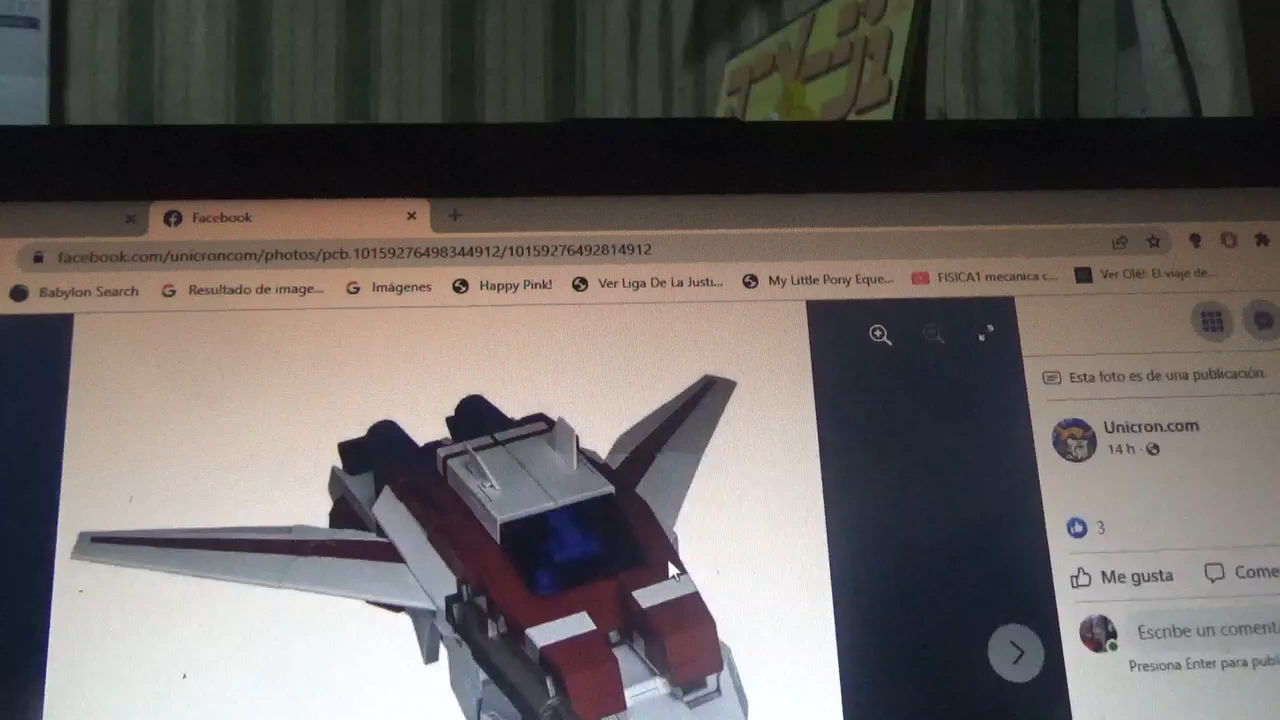 Facebook
facebook.com/unicroncom/photos/pcb.10159276498344912/10159276492814912
Babylon Search
Resultado de image...
Imágenes
Happy Pink!
Ver Liga De La Justi...
My Little Pony Eque...
FISICA1 mecanica c...
Ver Olé!: El viaje de...
Esta foto es de una publicación.
Unicron.com
14 h
3
Me gusta
Come
Escribe un coment
Presiona Enter para publi